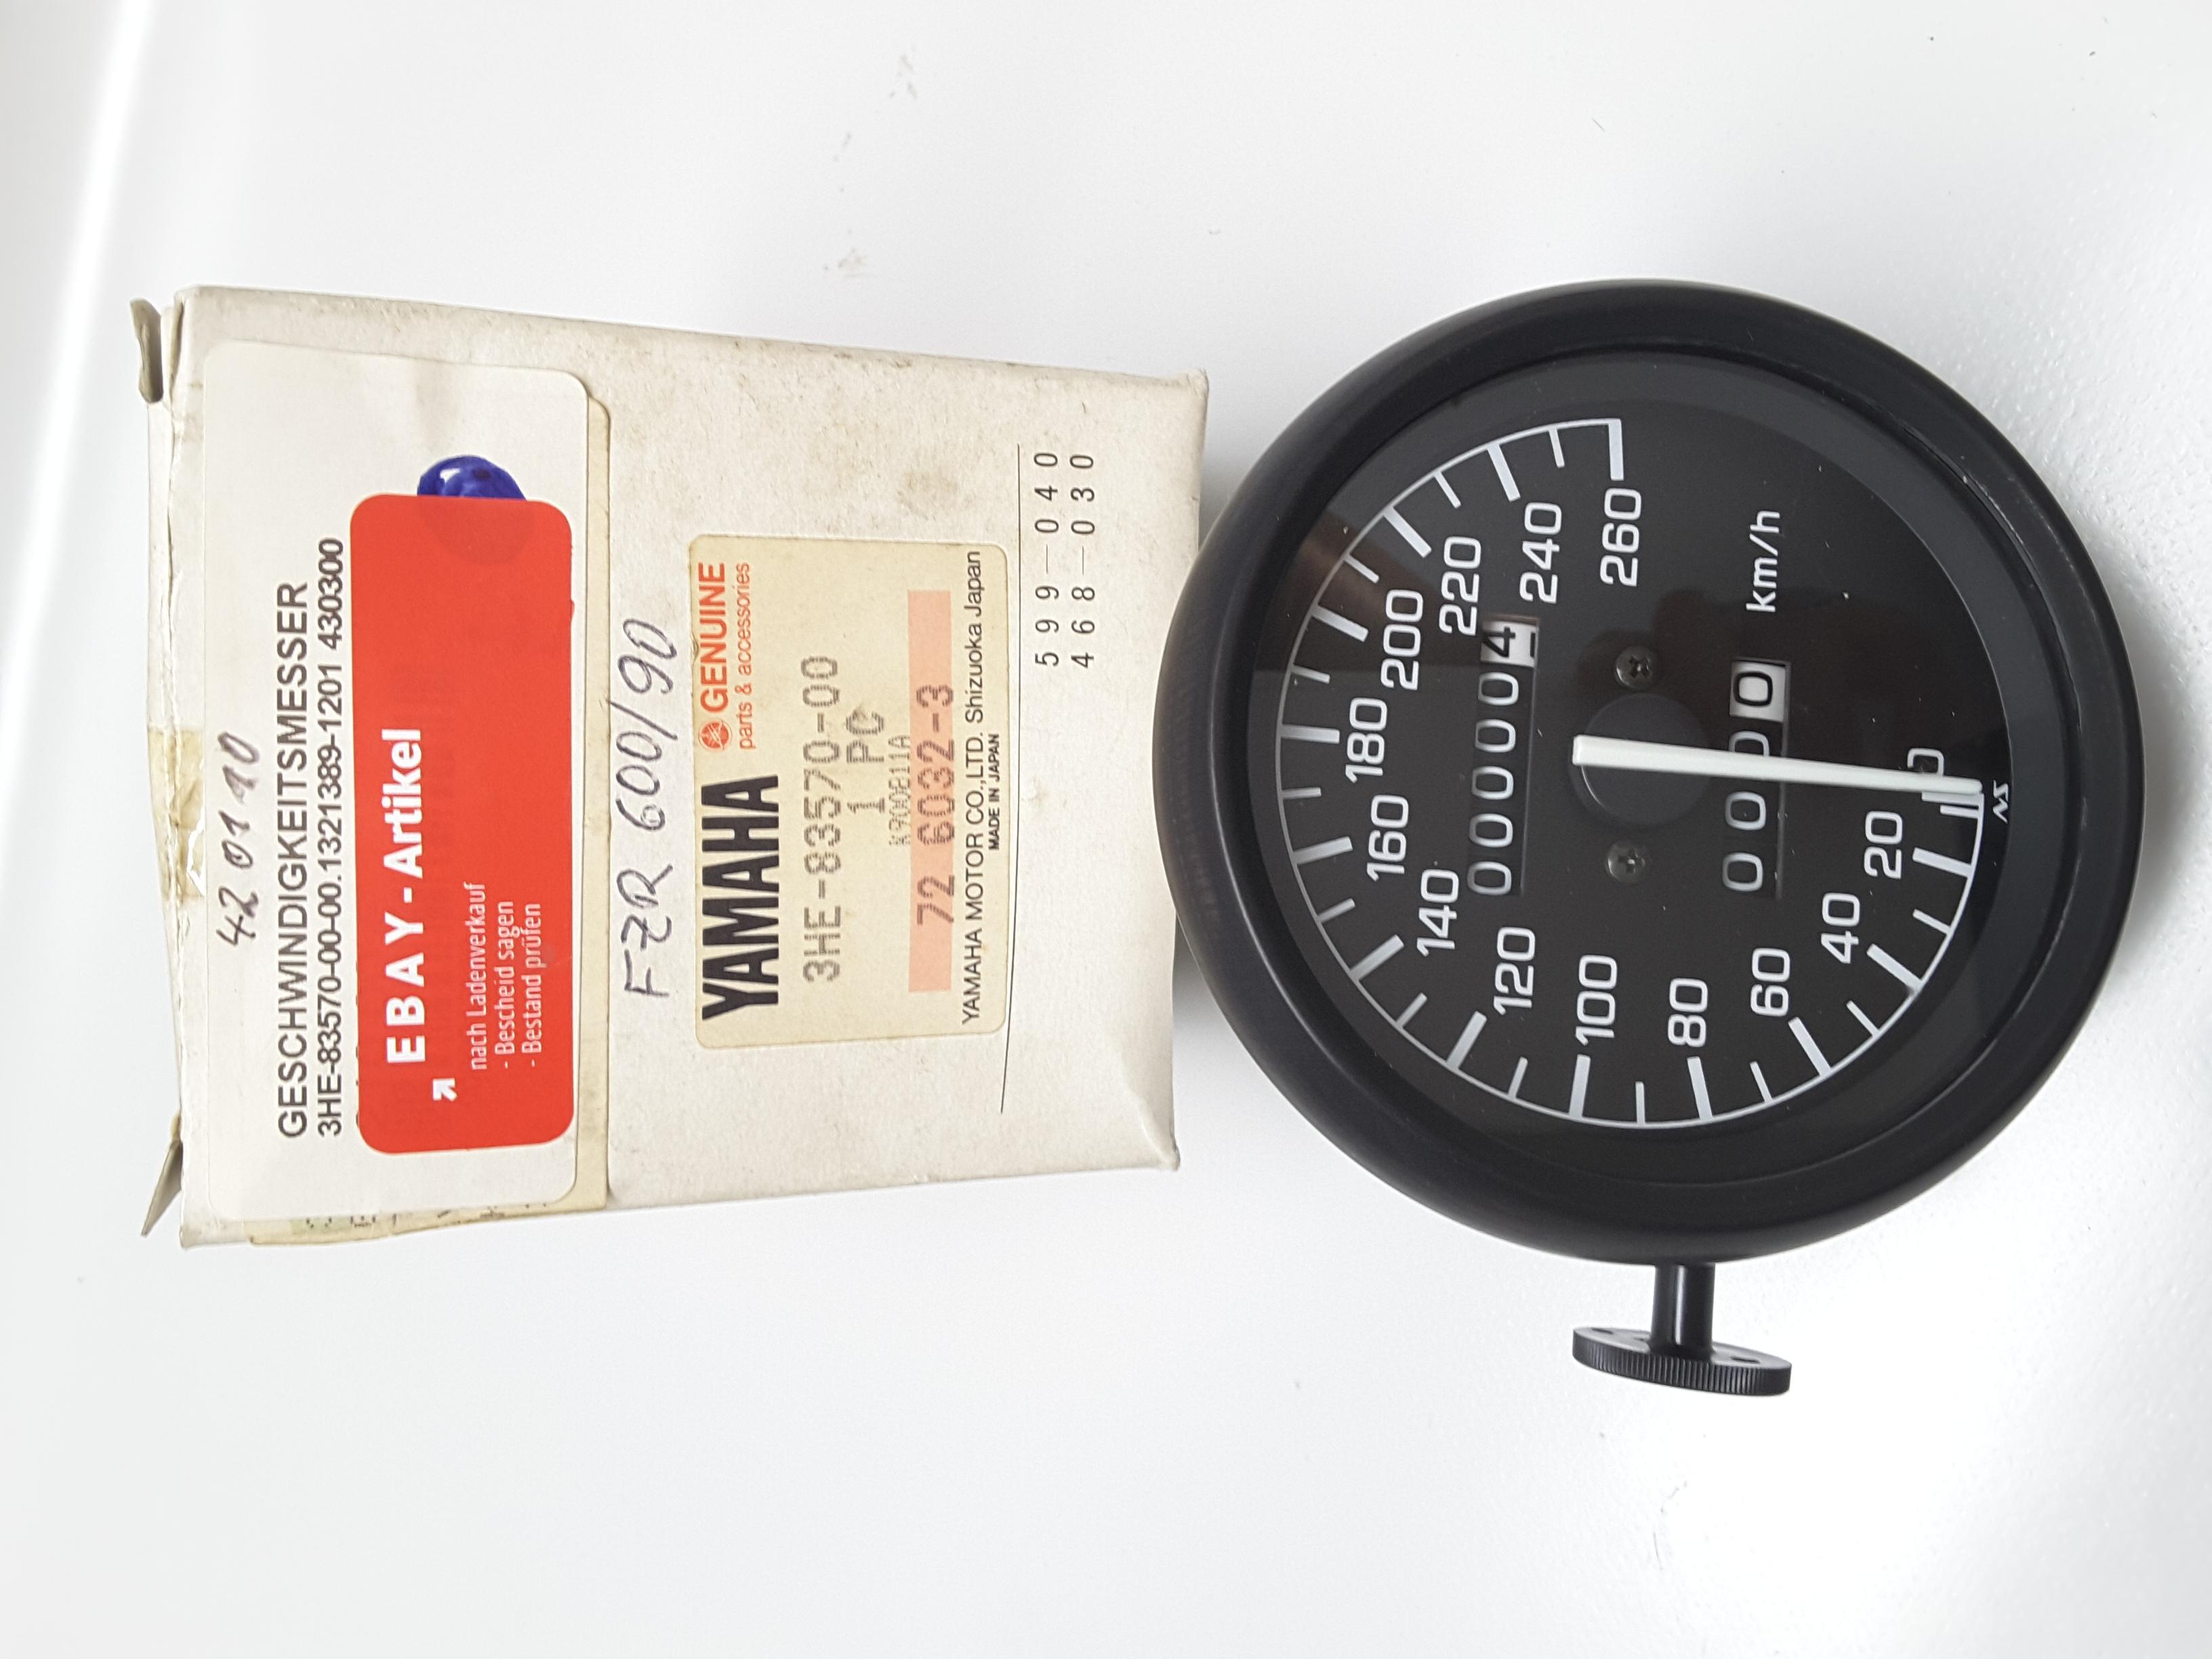 42 01 10
GESCHWINDIGKEITSMESSER
3HE-83570-00-00.1321389-1201 430300
EBAY-Artikel
nach Ladenverkauf
- Bescheid sagen
- Bestand prüfen
FZR 600/90
YAMAHA GENUINE
parts & accessories
3HE-83570-00
1 PC
K900811A
72 6032-3
YAMAHA MOTOR CO.,LTD. Shizuoka Japan
MADE IN JAPAN
599-040
468-030
0
20
40
60
80
100
120
140
160
180
200
220
240
260
000004
km/h
0000
NS